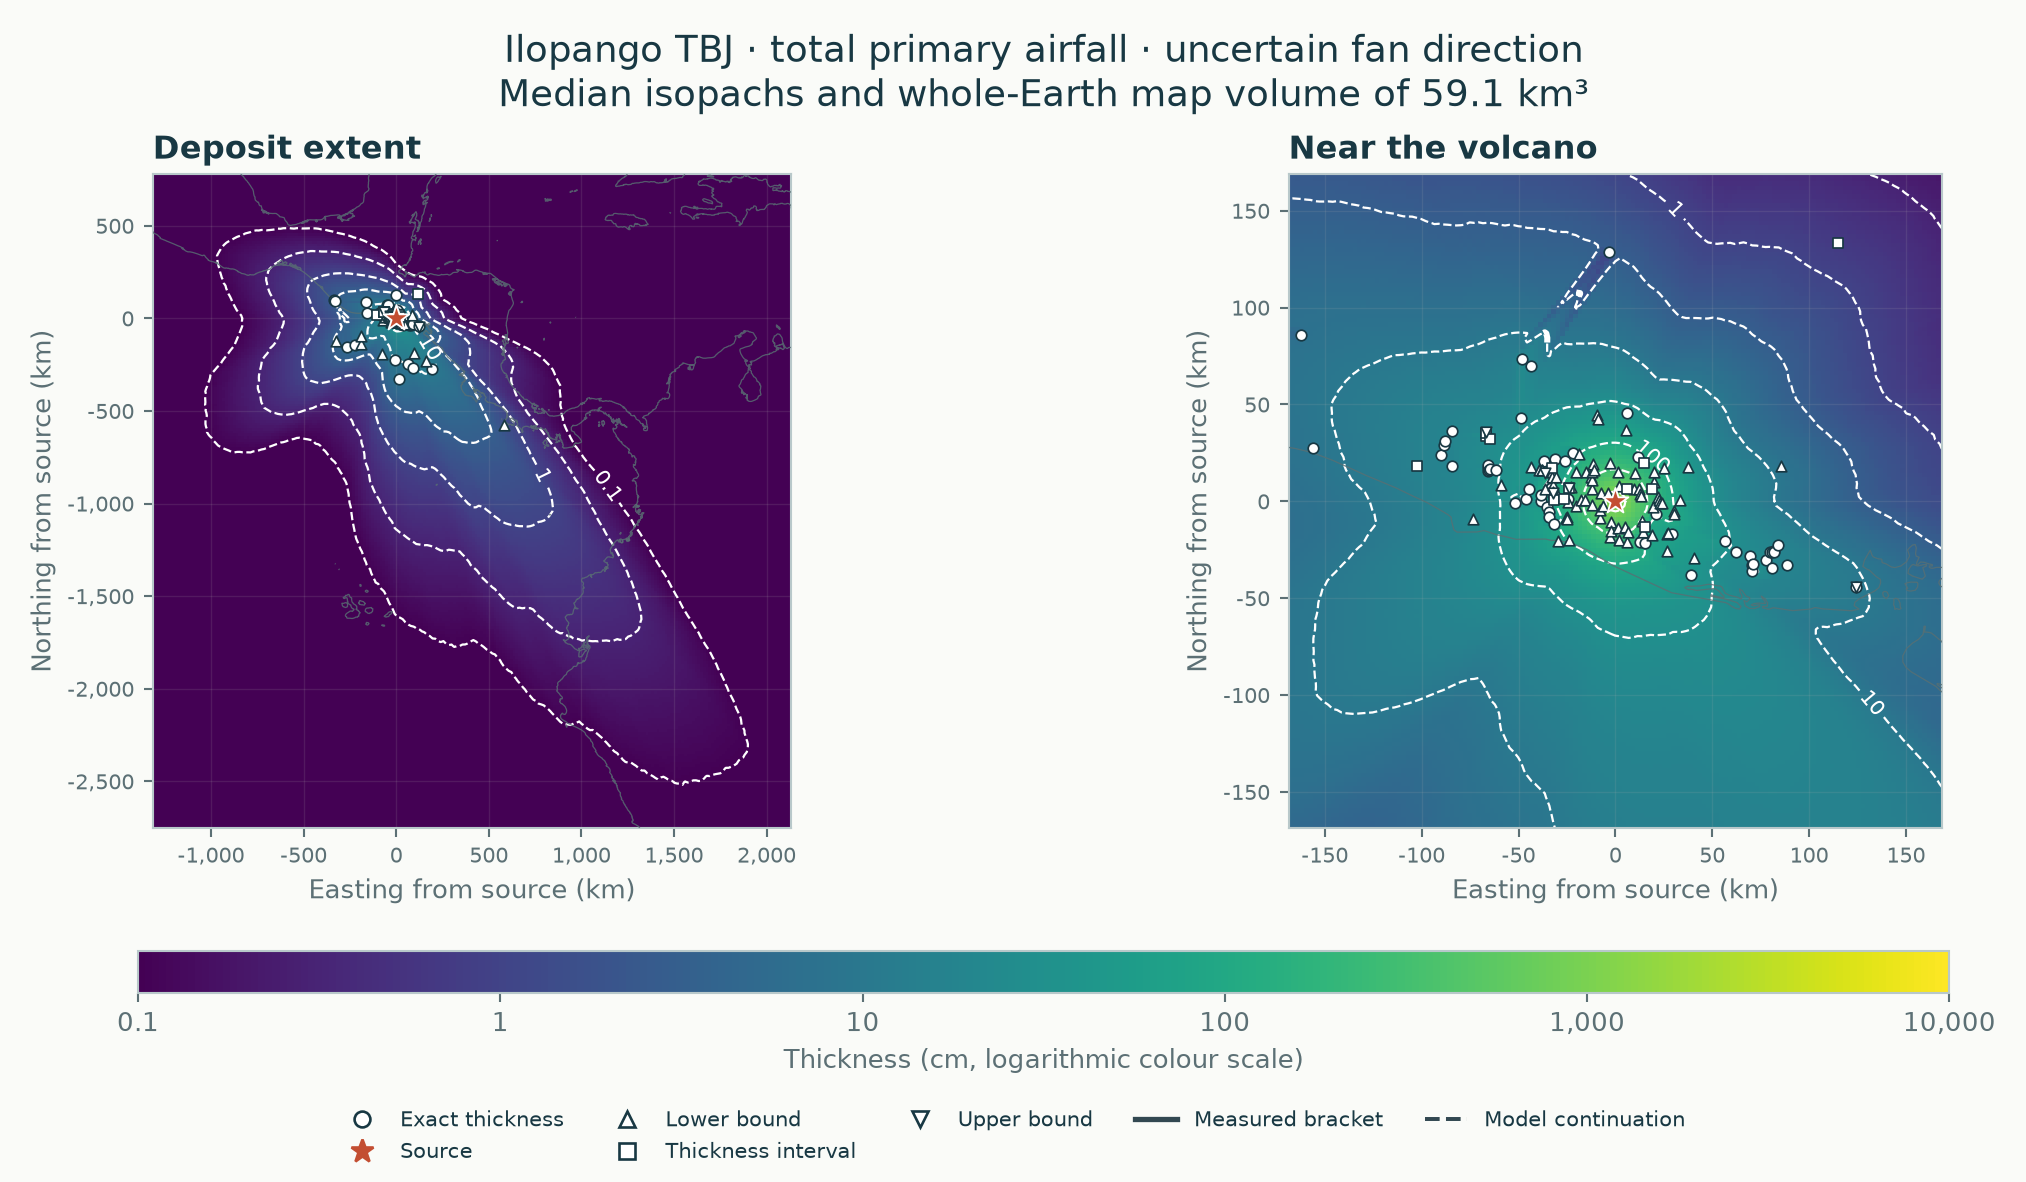 Ilopango TBJ · total primary airfall · uncertain fan direction
Median isopachs and whole-Earth map volume of 59.1 km³
Deposit extent
Near the volcano
Northing from source (km)
500
0
-500
-1,000
-1,500
-2,000
-2,500
10
1
0.1
-1,000
-500
0
500
1,000
1,500
2,000
Easting from source (km)
Northing from source (km)
150
100
50
0
-50
-100
-150
1
100
10
-150
-100
-50
0
50
100
150
Easting from source (km)
0.1
1
10
100
1,000
10,000
Thickness (cm, logarithmic colour scale)
Exact thickness
Lower bound
Upper bound
Measured bracket
Model continuation
Source
Thickness interval